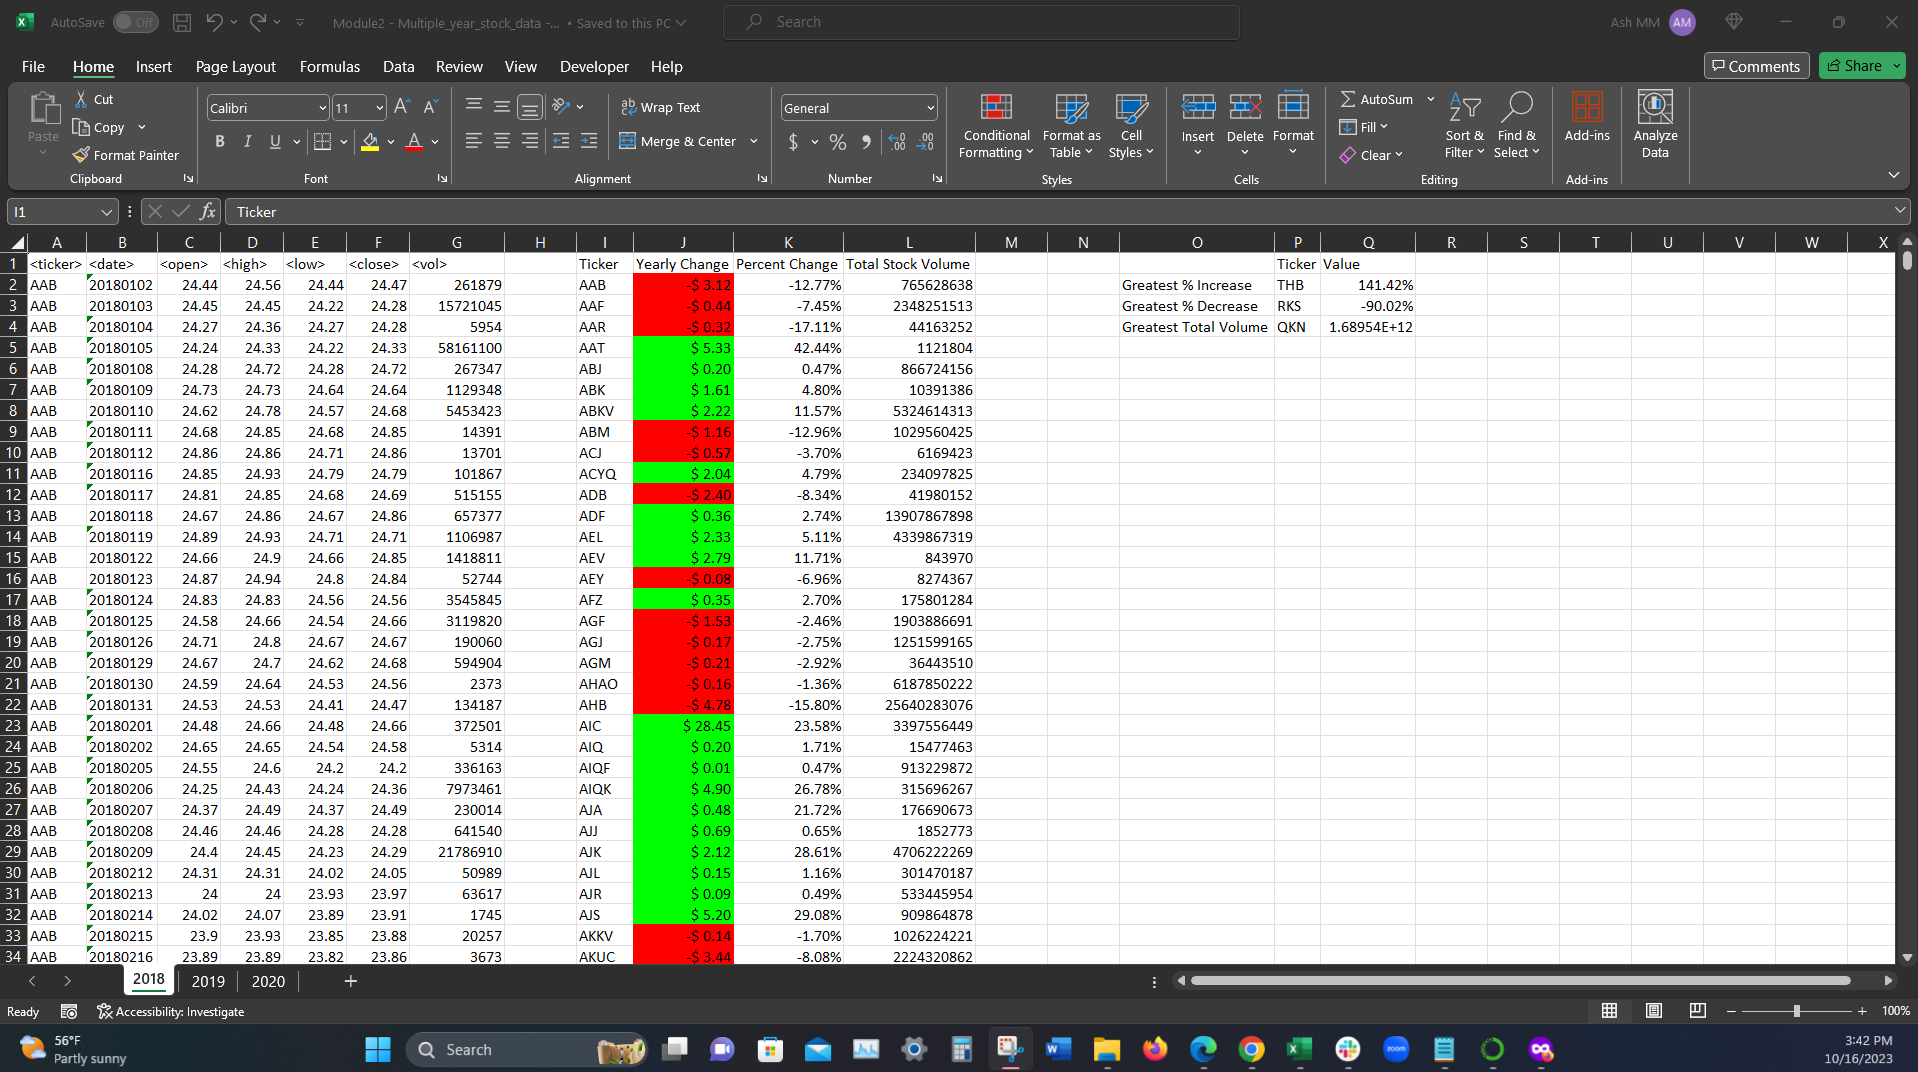 AutoSave Off Module2 - Multiple_year_stock_data -... • Saved to this PC Search Ash MM AM
File Home Insert Page Layout Formulas Data Review View Developer Help Comments Share
Paste Cut Copy Format Painter Clipboard
Calibri 11 B I U A Font
Wrap Text Merge & Center Alignment
General $ % Number
Conditional Formatting Format as Table Cell Styles Styles
Insert Delete Format Cells
AutoSum Fill Clear Sort & Filter Find & Select Editing
Add-ins Add-ins
Analyze Data
I1 fx Ticker
A B C D E F G H I J K L M N O P Q R S T U V W X
1 <ticker> <date> <open> <high> <low> <close> <vol> Ticker Yearly Change Percent Change Total Stock Volume Ticker Value
2 AAB 20180102 24.44 24.56 24.44 24.47 261879 AAB -$ 3.12 -12.77% 765628638 Greatest % Increase THB 141.42%
3 AAB 20180103 24.45 24.45 24.22 24.28 15721045 AAF -$ 0.44 -7.45% 2348251513 Greatest % Decrease RKS -90.02%
4 AAB 20180104 24.27 24.36 24.27 24.28 5954 AAR -$ 0.32 -17.11% 44163252 Greatest Total Volume QKN 1.68954E+12
5 AAB 20180105 24.24 24.33 24.22 24.33 58161100 AAT $ 5.33 42.44% 1121804
6 AAB 20180108 24.28 24.72 24.28 24.72 267347 ABJ $ 0.20 0.47% 866724156
7 AAB 20180109 24.73 24.73 24.64 24.64 1129348 ABK $ 1.61 4.80% 10391386
8 AAB 20180110 24.62 24.78 24.57 24.68 5453423 ABKV $ 2.22 11.57% 5324614313
9 AAB 20180111 24.68 24.85 24.68 24.85 14391 ABM -$ 1.16 -12.96% 1029560425
10 AAB 20180112 24.86 24.86 24.71 24.86 13701 ACJ -$ 0.57 -3.70% 6169423
11 AAB 20180116 24.85 24.93 24.79 24.79 101867 ACYQ $ 2.04 4.79% 234097825
12 AAB 20180117 24.81 24.85 24.68 24.69 515155 ADB -$ 2.40 -8.34% 41980152
13 AAB 20180118 24.67 24.86 24.67 24.86 657377 ADF $ 0.36 2.74% 13907867898
14 AAB 20180119 24.89 24.93 24.71 24.71 1106987 AEL $ 2.33 5.11% 4339867319
15 AAB 20180122 24.66 24.9 24.66 24.85 1418811 AEV $ 2.79 11.71% 843970
16 AAB 20180123 24.87 24.94 24.8 24.84 52744 AEY -$ 0.08 -6.96% 8274367
17 AAB 20180124 24.83 24.83 24.56 24.56 3545845 AFZ $ 0.35 2.70% 175801284
18 AAB 20180125 24.58 24.66 24.54 24.66 3119820 AGF -$ 1.53 -2.46% 1903886691
19 AAB 20180126 24.71 24.8 24.67 24.67 190060 AGJ -$ 0.17 -2.75% 1251599165
20 AAB 20180129 24.67 24.7 24.62 24.68 594904 AGM -$ 0.21 -2.92% 36443510
21 AAB 20180130 24.59 24.64 24.53 24.56 2373 AHAO -$ 0.16 -1.36% 6187850222
22 AAB 20180131 24.53 24.53 24.41 24.47 134187 AHB -$ 4.78 -15.80% 25640283076
23 AAB 20180201 24.48 24.66 24.48 24.66 372501 AIC $ 28.45 23.58% 3397556449
24 AAB 20180202 24.65 24.65 24.54 24.58 5314 AIQ $ 0.20 1.71% 15477463
25 AAB 20180205 24.55 24.6 24.2 24.2 336163 AIQF $ 0.01 0.47% 913229872
26 AAB 20180206 24.25 24.43 24.24 24.36 7973461 AIQK $ 4.90 26.78% 315696267
27 AAB 20180207 24.37 24.49 24.37 24.49 230014 AJA $ 0.48 21.72% 176690673
28 AAB 20180208 24.46 24.46 24.28 24.28 641540 AJJ $ 0.69 0.65% 1852773
29 AAB 20180209 24.4 24.45 24.23 24.29 21786910 AJK $ 2.12 28.61% 4706222269
30 AAB 20180212 24.31 24.31 24.02 24.05 50989 AJL $ 0.15 1.16% 301470187
31 AAB 20180213 24 24 23.93 23.97 63617 AJR $ 0.09 0.49% 533445954
32 AAB 20180214 24.02 24.07 23.89 23.91 1745 AJS $ 5.20 29.08% 909864878
33 AAB 20180215 23.9 23.93 23.85 23.88 20257 AKKV -$ 0.14 -1.70% 1026224221
34 AAB 20180216 23.89 23.89 23.82 23.86 3673 AKUC -$ 3.44 -8.08% 2224320862
2018 2019 2020
Ready Accessibility: Investigate 100%
56°F
Partly sunny
Search
zoom
3:42 PM
10/16/2023